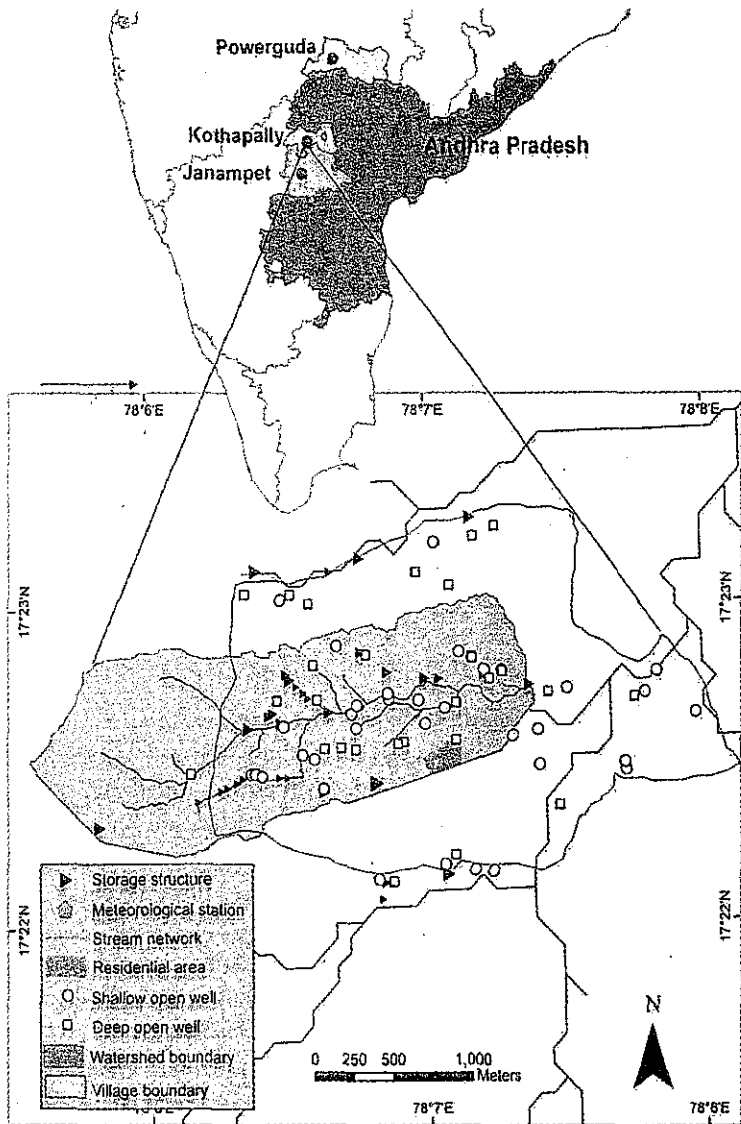 Powerguda
Kothapally
Andhra Pradesh
Janampet
78°6'E
78°7'E
78°8'E
17°23'N
17°23'N
17°22'N
17°22'N
Storage structure
Meteorological station
Stream network
Residential area
Shallow open well
Deep open well
Watershed boundary
Village boundary
N
0 250 500 1,000
Meters
78°7'E
78°8'E